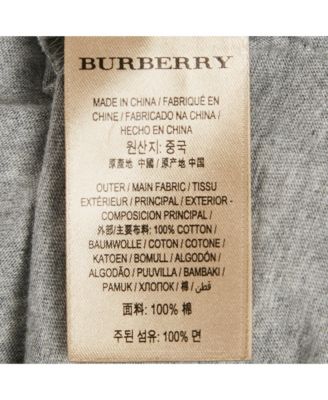 BURBERRY
MADE IN CHINA / FABRIQUÉ EN
CHINE / FABRICADO NA CHINA /
HECHO EN CHINA /
원산지: 중국
原産地 中國 / 原产地 中国
OUTER / MAIN FABRIC / TISSU
EXTÉRIEUR / PRINCIPAL / EXTERIOR -
COMPOSICION PRINCIPAL /
外部/主要布料: 100% COTTON /
BAUMWOLLE / COTON / COTONE /
KATOEN / BOMULL / ALGODÓN /
ALGODÃO / PUUVILLA / BAMBAKI /
PAMUK / ХЛОПОК / 棉 / قطن
面料: 100% 棉
주된 섬유: 100% 면